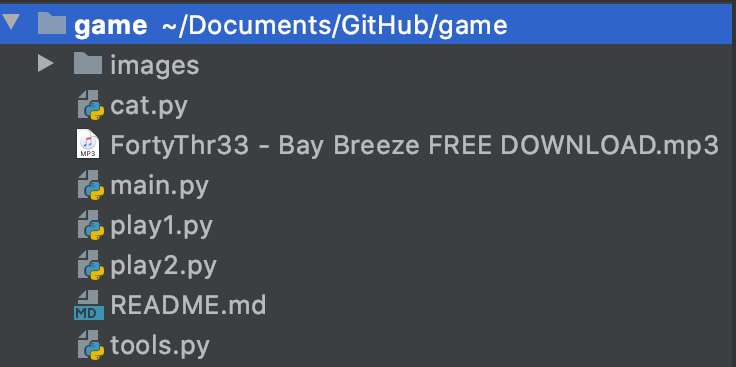 game ~/Documents/GitHub/game
images
cat.py
MP3 FortyThr33 - Bay Breeze FREE DOWNLOAD.mp3
main.py
play1.py
play2.py
MD README.md
tools.py